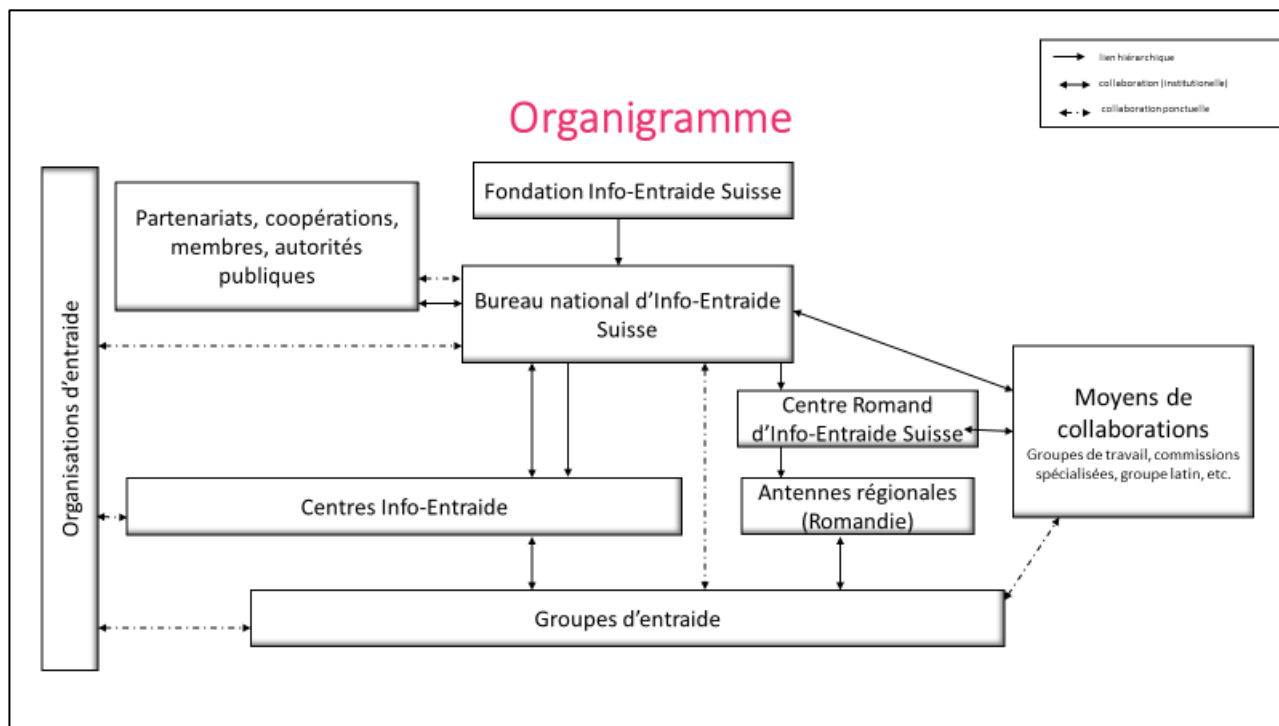 lien hiérarchique
collaboration (institutionelle)
collaboration ponctuelle
Organigramme
Fondation Info-Entraide Suisse
Partenariats, coopérations,
membres, autorités
publiques
Bureau national d’Info-Entraide
Suisse
Organisations d’entraide
Centre Romand
d’Info-Entraide Suisse
Moyens de
collaborations
Groupes de travail, commissions
spécialisées, groupe latin, etc.
Centres Info-Entraide
Antennes régionales
(Romandie)
Groupes d’entraide